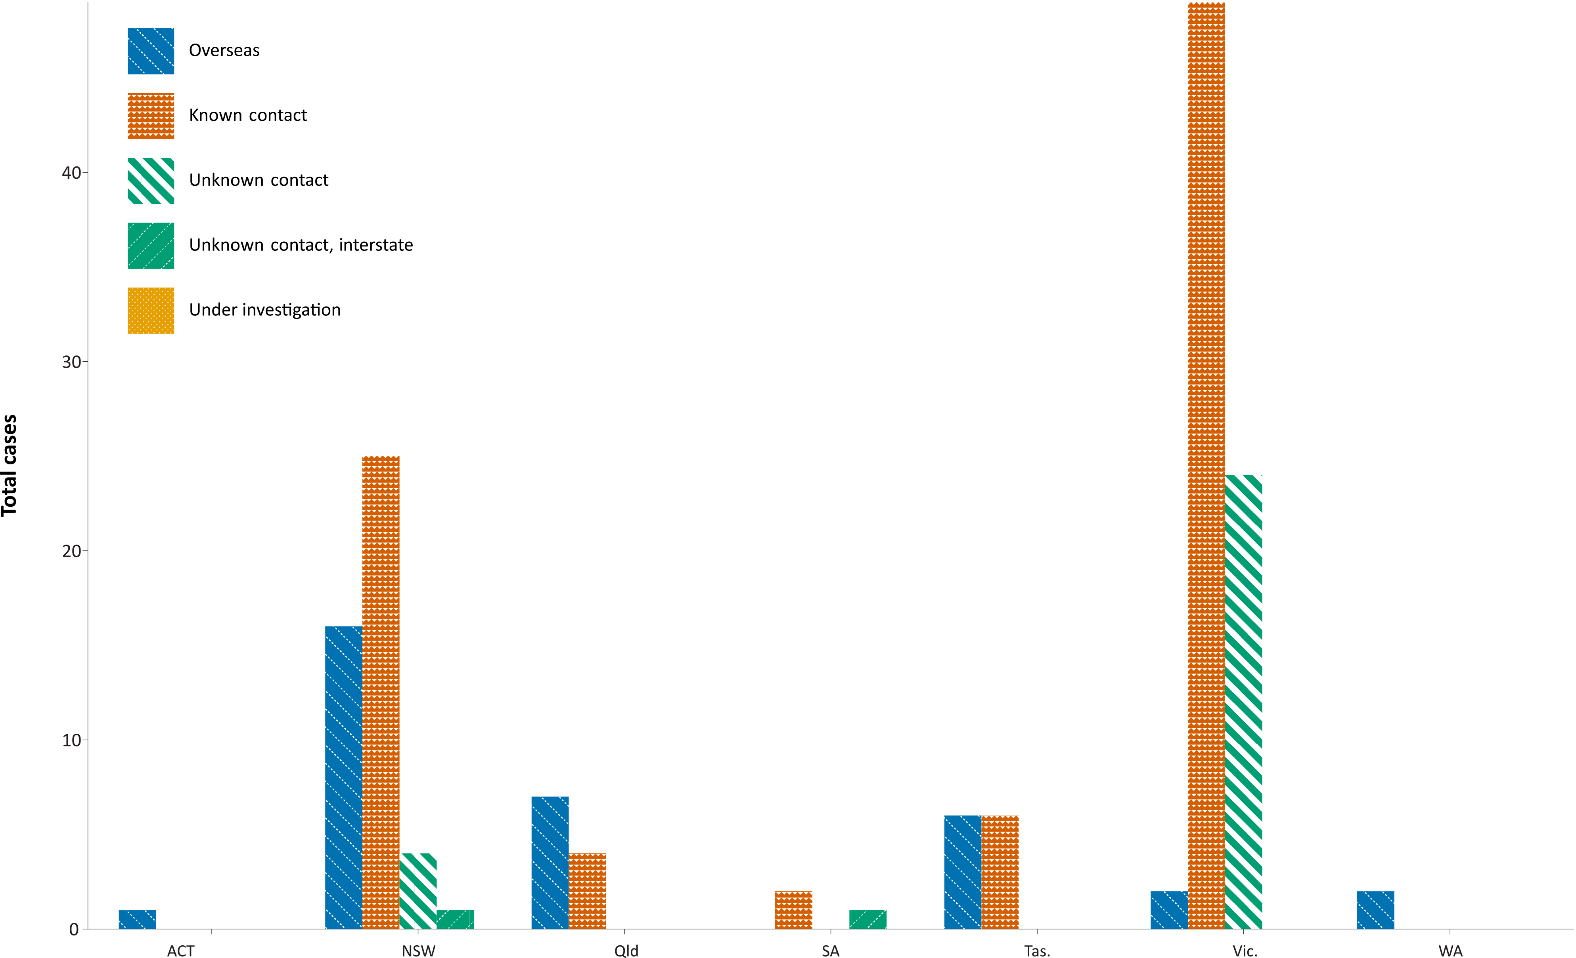 Overseas
Known contact
Unknown contact
Unknown contact, interstate
Under investigation
Total cases
40
30
20
10
0
ACT
NSW
Qld
SA
Tas.
Vic.
WA